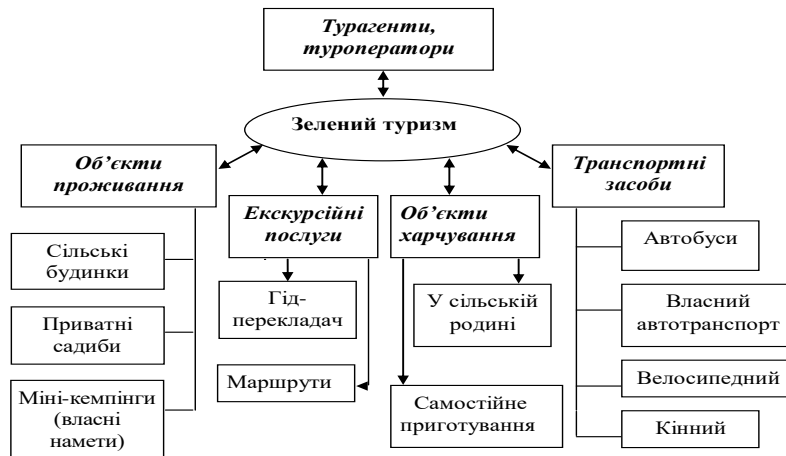 Турагенти,
туроператори
Зелений туризм
Об’єкти
проживання
Транспортні
засоби
Екскурсійні
послуги
Об’єкти
харчування
Сільські
будинки
Приватні
садиби
Міні-кемпінги
(власні
намети)
Гід-
перекладач
Маршрути
У сільській
родині
Самостійне
приготування
Автобуси
Власний
автотранспорт
Велосипедний
Кінний